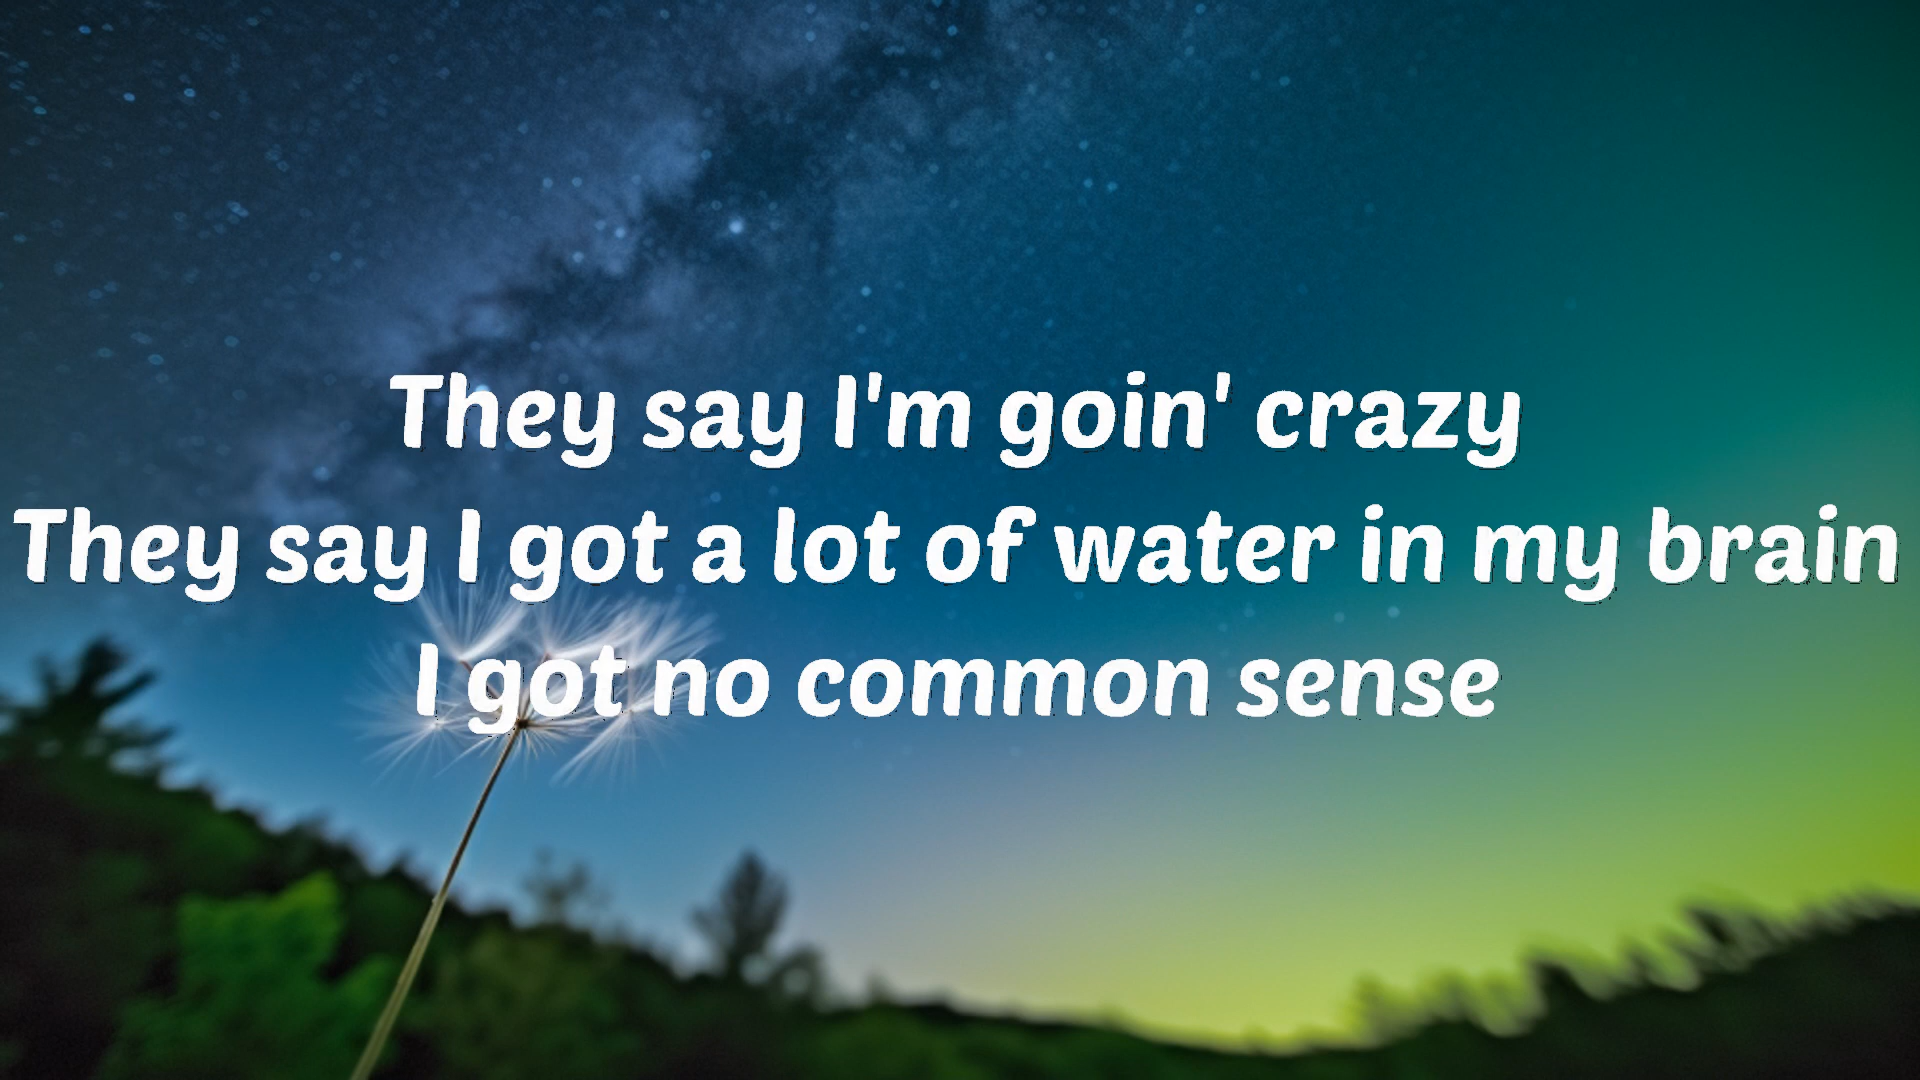 They say I'm goin' crazy
They say I got a lot of water in my brain
I got no common sense